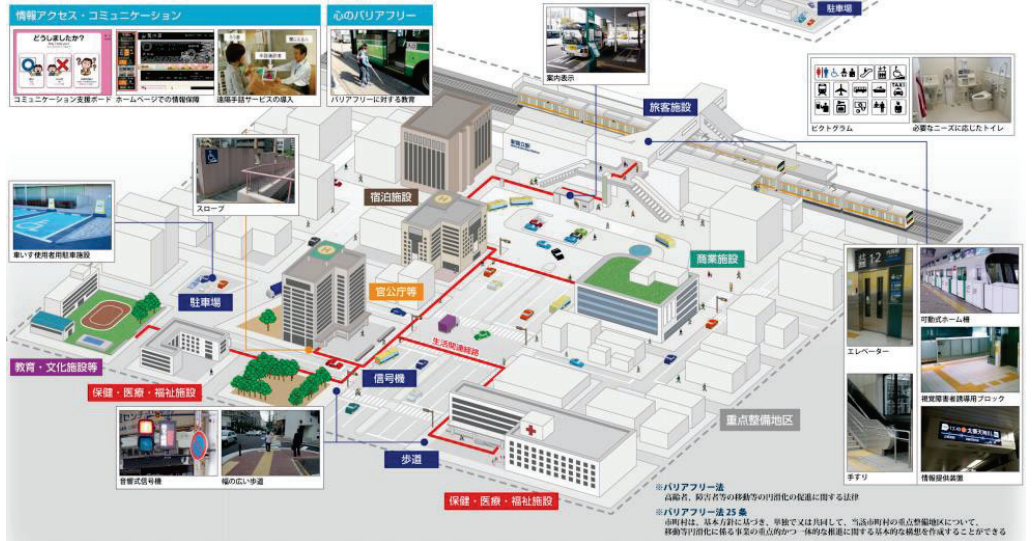 情報アクセス・コミュニケーション
心のバリアフリー
駐車場
どうしましたか?
手話通訳者
コミュニケーション支援ボード
ホームページでの情報保障
遠隔手話サービスの導入
バリアフリーに対する教育
案内表示
旅客施設
TAXI
ピクトグラム
必要なニーズに応じたトイレ
スロープ
宿泊施設
車いす使用者用駐車施設
駐車場
官公庁等
商業施設
1・2
エレベーター
可動式ホーム柵
教育・文化施設等
保健・医療・福祉施設
信号機
生活関連経路
視覚障害者誘導用ブロック
重点整備地区
音響式信号機
幅の広い歩道
歩道
保健・医療・福祉施設
手すり
情報提供装置
※バリアフリー法
高齢者、障害者等の移動等の円滑化の促進に関する法律
※バリアフリー法 25 条
市町村は、基本方針に基づき、単独で又は共同して、当該市町村の重点整備地区について、
移動等円滑化に係る事業の重点的かつ一体的な推進に関する基本的な構想を作成することができる